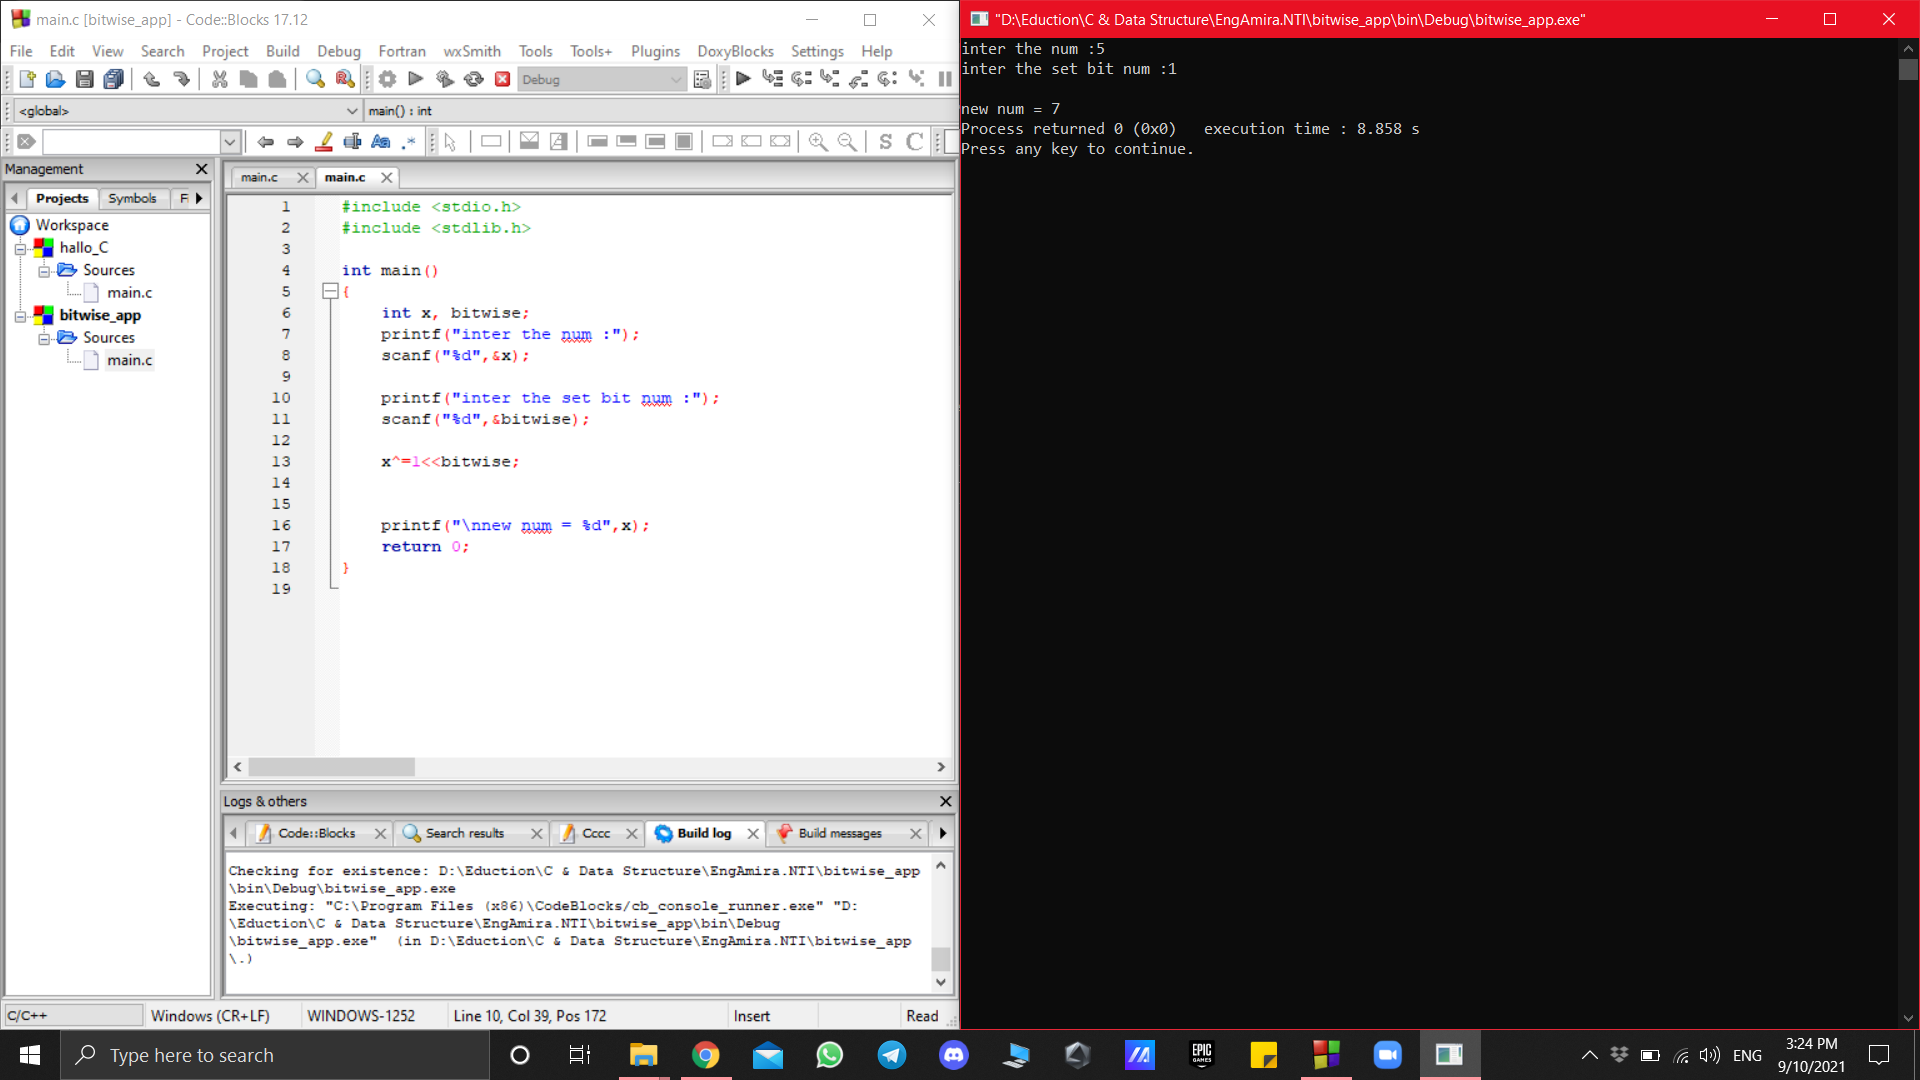 main.c [bitwise_app] - Code::Blocks 17.12
File Edit View Search Project Build Debug Fortran wxSmith Tools Tools+ Plugins DoxyBlocks Settings Help
Debug
<global>
main() : int
S C
Management
Projects Symbols F
Workspace
hallo_C
Sources
main.c
bitwise_app
Sources
main.c
main.c main.c
1 #include <stdio.h>
2 #include <stdlib.h>
3
4 int main()
5 {
6 int x, bitwise;
7 printf("inter the num :");
8 scanf("%d",&x);
9
10 printf("inter the set bit num :");
11 scanf("%d",&bitwise);
12
13 x^=1<<bitwise;
14
15
16 printf("\nnew num = %d",x);
17 return 0;
18 }
19
Logs & others
Code::Blocks Search results Cccc Build log Build messages
Checking for existence: D:\Eduction\C & Data Structure\EngAmira.NTI\bitwise_app
\bin\Debug\bitwise_app.exe
Executing: "C:\Program Files (x86)\CodeBlocks/cb_console_runner.exe" "D:
\Eduction\C & Data Structure\EngAmira.NTI\bitwise_app\bin\Debug
\bitwise_app.exe" (in D:\Eduction\C & Data Structure\EngAmira.NTI\bitwise_app
\.)
C/C++ Windows (CR+LF) WINDOWS-1252 Line 10, Col 39, Pos 172 Insert Read
"D:\Eduction\C & Data Structure\EngAmira.NTI\bitwise_app\bin\Debug\bitwise_app.exe"
inter the num :5
inter the set bit num :1
new num = 7
Process returned 0 (0x0) execution time : 8.858 s
Press any key to continue.
Type here to search
EPIC
GAMES
ENG
3:24 PM
9/10/2021